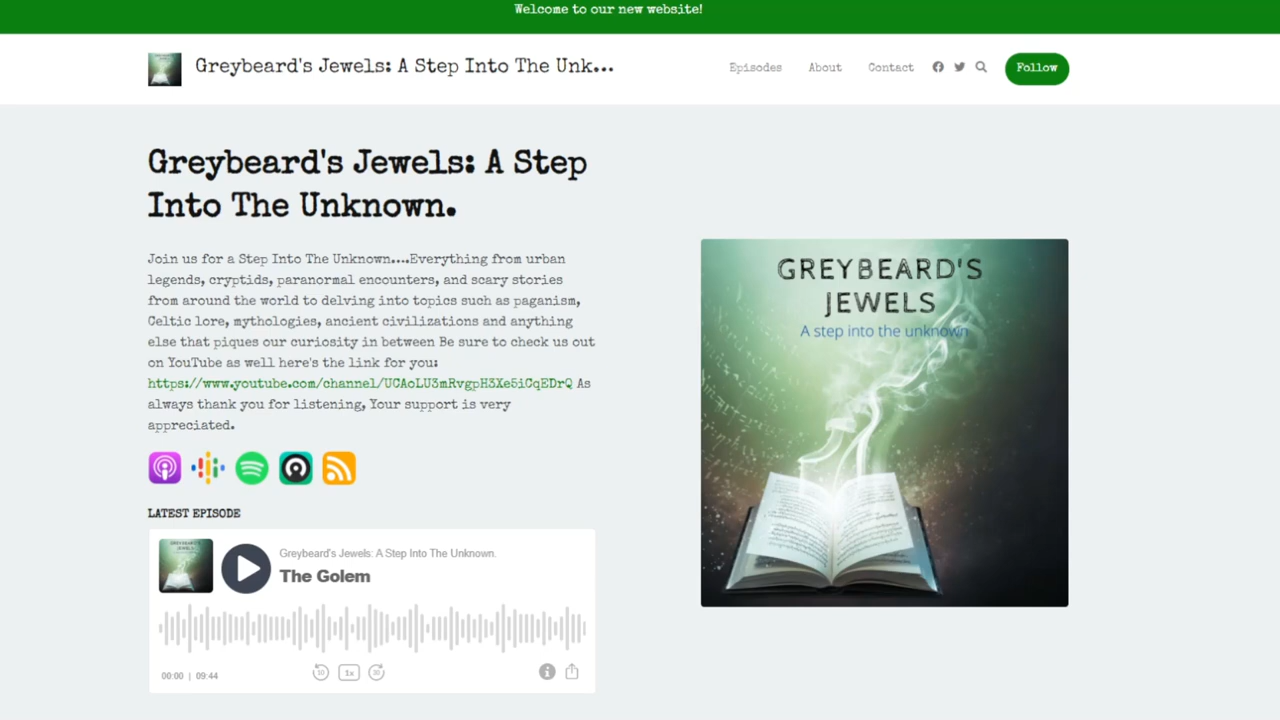 Welcome to our new website!
Greybeard's Jewels: A Step Into The Unk...
Episodes
About
Contact
Follow
Greybeard's Jewels: A Step
Into The Unknown.
Join us for a Step Into The Unknown....Everything from urban
legends, cryptids, paranormal encounters, and scary stories
from around the world to delving into topics such as paganism,
Celtic lore, mythologies, ancient civilizations and anything
else that piques our curiosity in between Be sure to check us out
on YouTube as well here's the link for you:
https://www.youtube.com/channel/UCAoLU3mRvgpH3Xe5iCqEDrQ As
always thank you for listening, Your support is very
appreciated.
GREYBEARD'S
JEWELS
A step into the unknown
LATEST EPISODE
Greybeard's Jewels: A Step Into The Unknown.
The Golem
00:00 | 09:44
10
1x
30